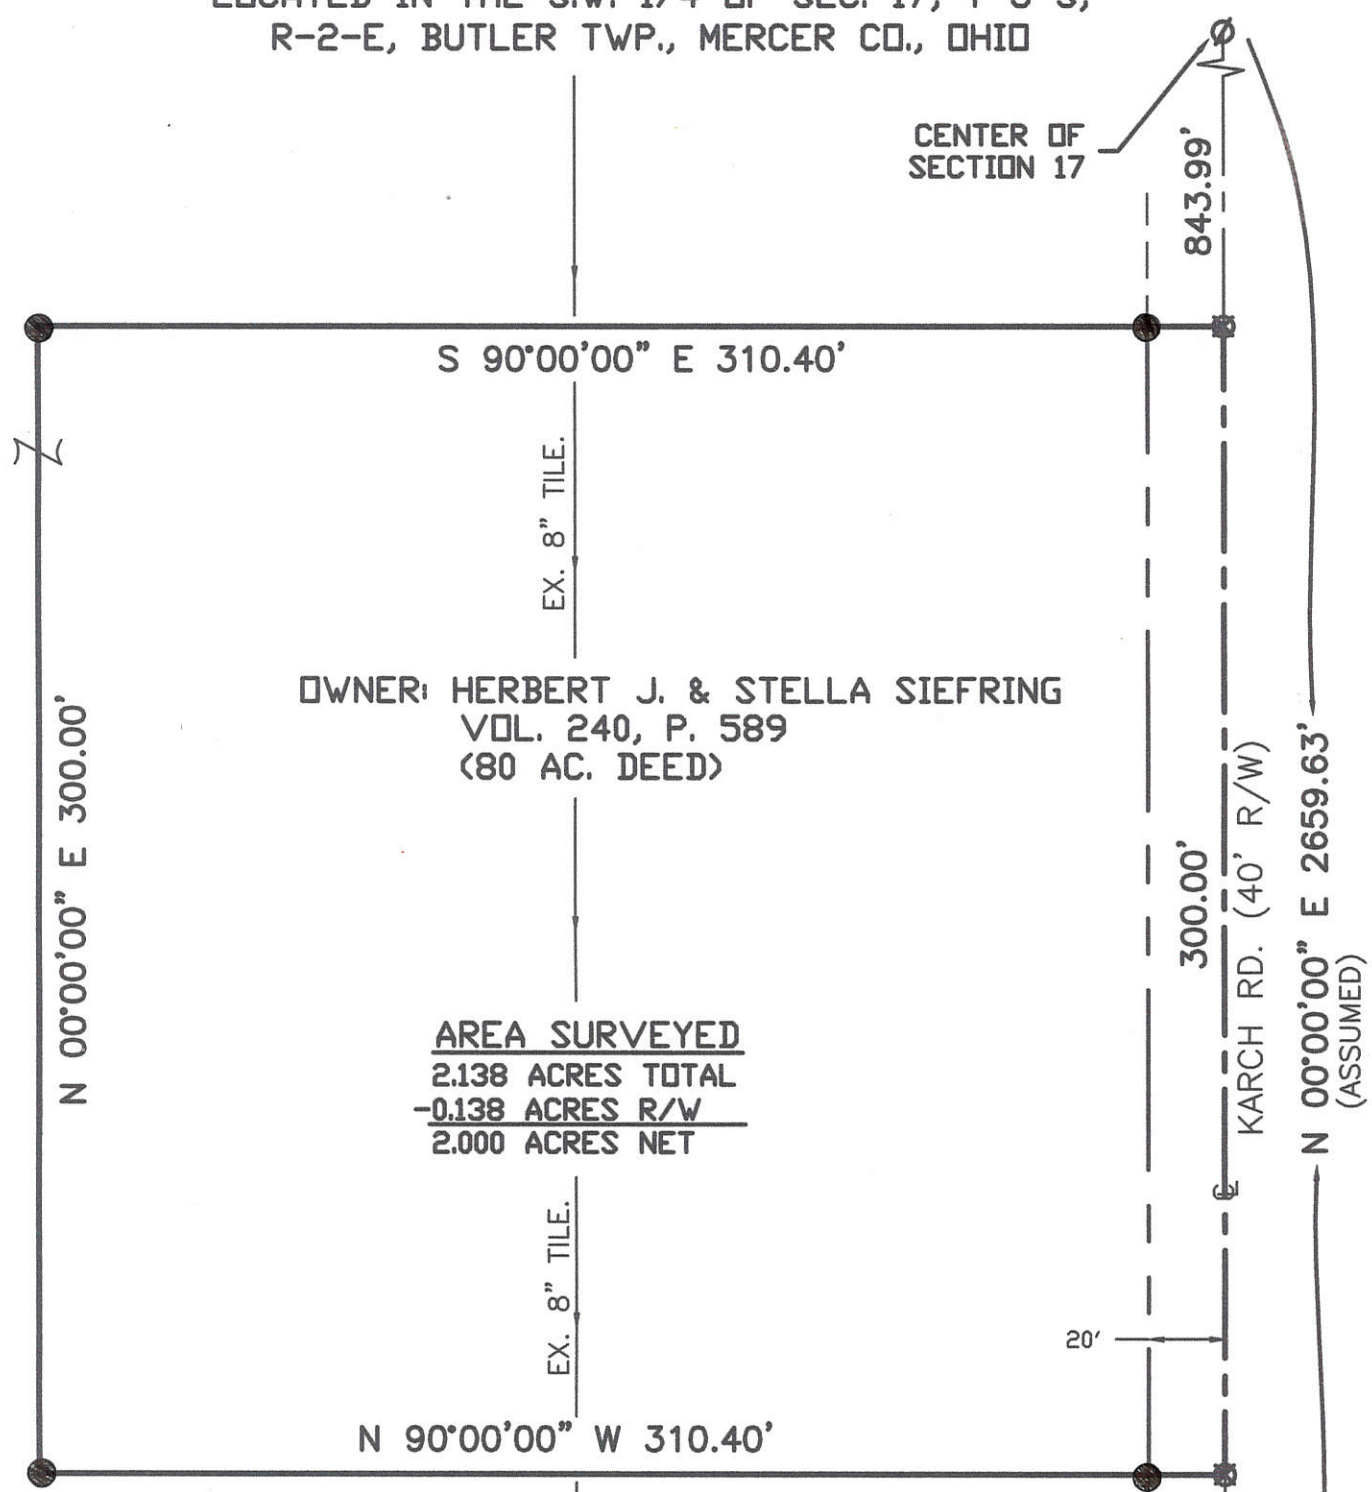 R-2-E, BUTLER TWP., MERCER CO., OHIO
CENTER OF
SECTION 17
843.99'
S 90°00'00" E 310.40'
EX. 8" TILE.
OWNER: HERBERT J. & STELLA SIEFRING
VOL. 240, P. 589
(80 AC. DEED)
N 00°00'00" E 300.00'
300.00'
KARCH RD. (40' R/W)
N 00°00'00" E 2659.63'
(ASSUMED)
AREA SURVEYED
2.138 ACRES TOTAL
-0.138 ACRES R/W
2.000 ACRES NET
EX. 8" TILE.
20'
N 90°00'00" W 310.40'